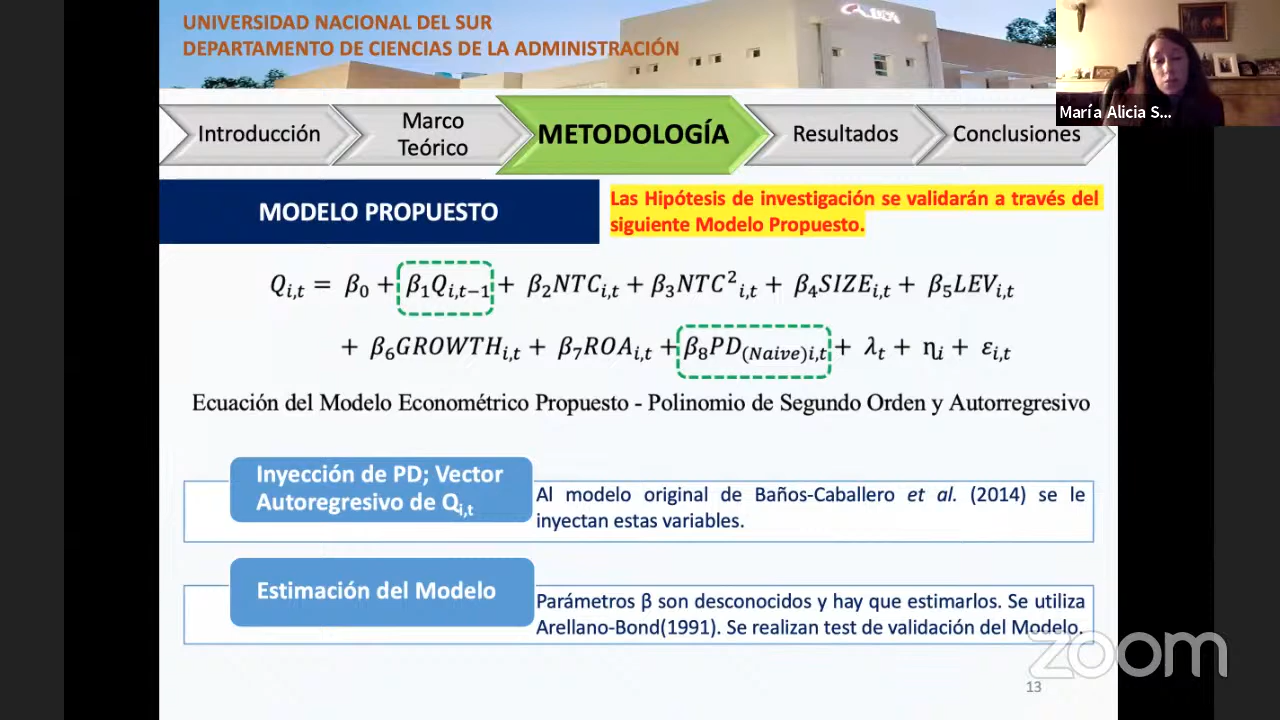 UNIVERSIDAD NACIONAL DEL SUR
DEPARTAMENTO DE CIENCIAS DE LA ADMINISTRACIÓN
María Alicia S...
Introducción
Marco
Teórico
METODOLOGÍA
Resultados
Conclusiones
MODELO PROPUESTO
Las Hipótesis de investigación se validarán a través del
siguiente Modelo Propuesto.
Q_{i,t} = β_0 + β_1Q_{i,t−1} + β_2NTC_{i,t} + β_3NTC^2_{i,t} + β_4SIZE_{i,t} + β_5LEV_{i,t}
+ β_6GROWTH_{i,t} + β_7ROA_{i,t} + β_8PD_{(Naive)i,t} + λ_t + η_i + ε_{i,t}
Ecuación del Modelo Econométrico Propuesto - Polinomio de Segundo Orden y Autorregresivo
Inyección de PD; Vector
Autoregresivo de Q_{i,t}
Al modelo original de Baños-Caballero et al. (2014) se le
inyectan estas variables.
Estimación del Modelo
Parámetros β son desconocidos y hay que estimarlos. Se utiliza
Arellano-Bond(1991). Se realizan test de validación del Modelo.
zoom
13